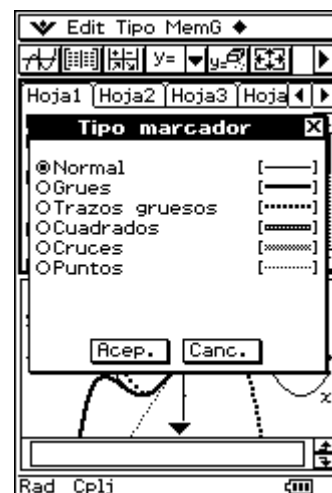 Edit Tipo MemG ◆
y=
Hoja1 Hoja2 Hoja3 Hoja
Tipo marcador X
Normal [ ]
Grues [ ]
Trazos gruesos [ ]
Cuadrados [ ]
Cruces [ ]
Puntos [ ]
Acep. Canc.
x
Rad Cpli